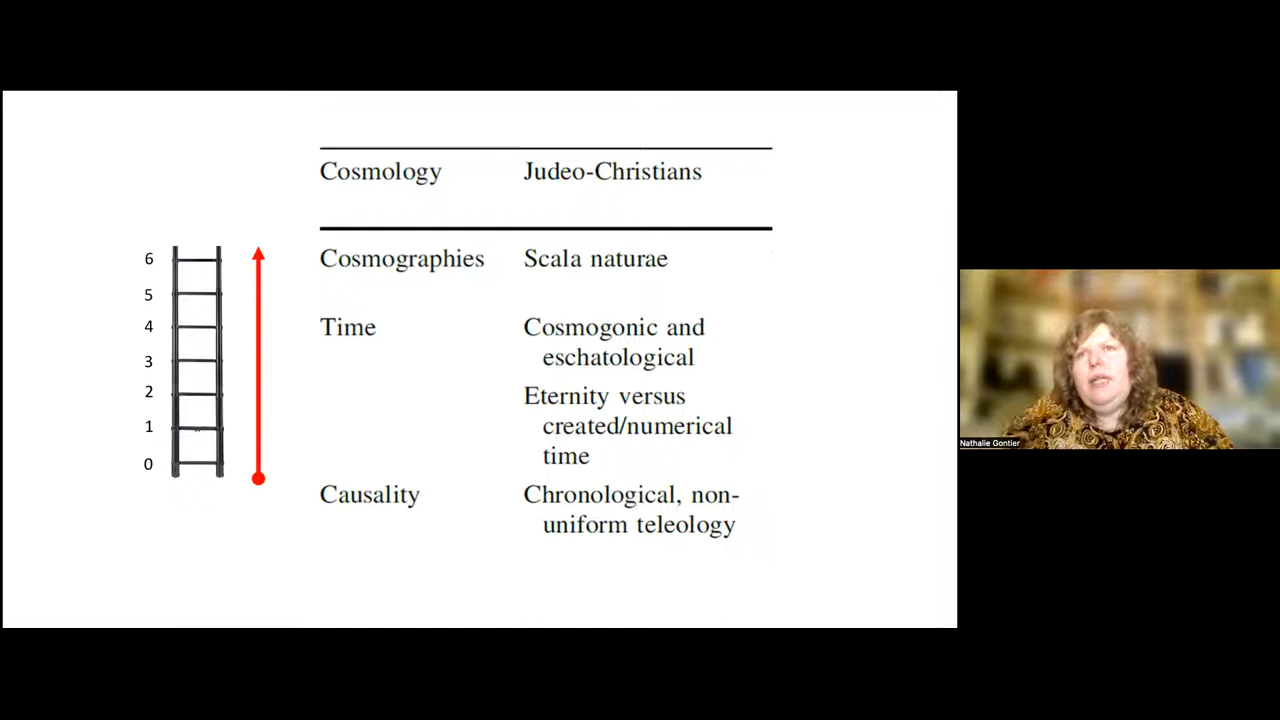 Cosmology Judeo-Christians
6
Cosmographies Scala naturae
5
4
Time Cosmogonic and
3
eschatological
2
Eternity versus
1
created/numerical
Nathalie Gontier
time
0
Causality Chronological, non-
uniform teleology